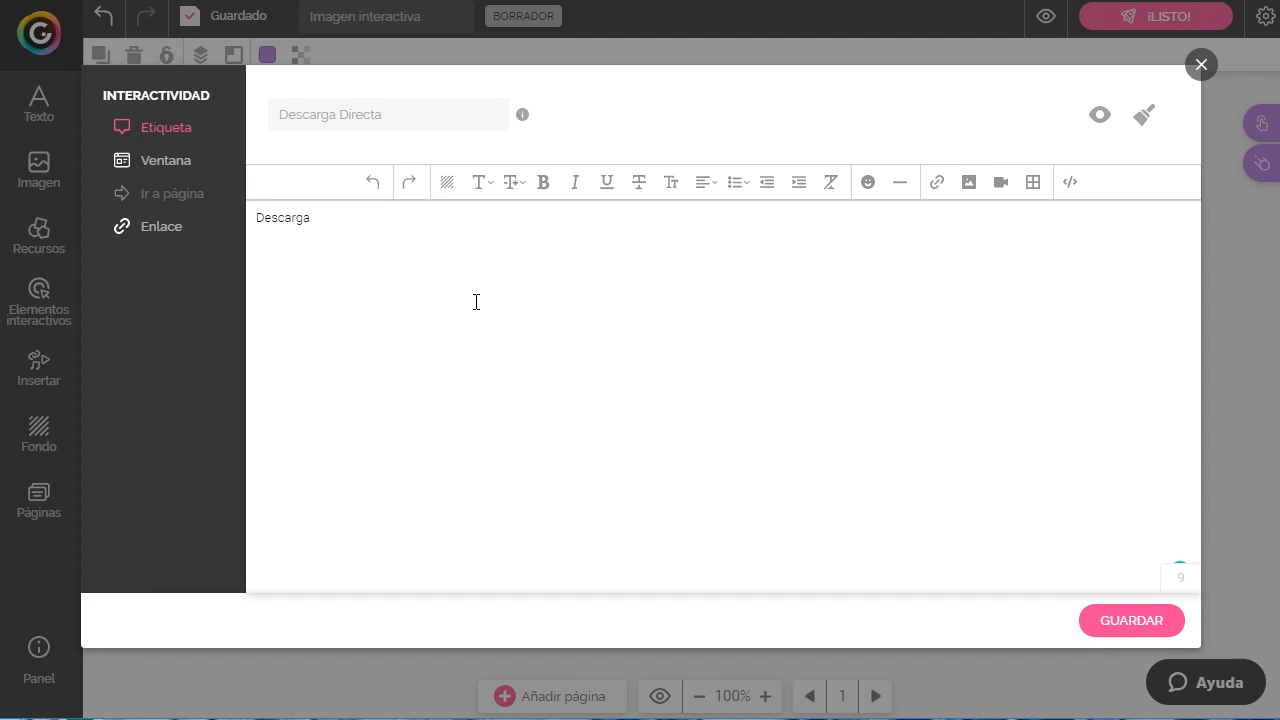 Guardado
Imagen interactiva
BORRADOR
¡LISTO!
INTERACTIVIDAD
Etiqueta
Ventana
Ir a página
Enlace
Descarga Directa
Descarga
9
GUARDAR
Texto
Imagen
Recursos
Elementos
interactivos
Insertar
Fondo
Páginas
Panel
Añadir página
100%
1
Ayuda